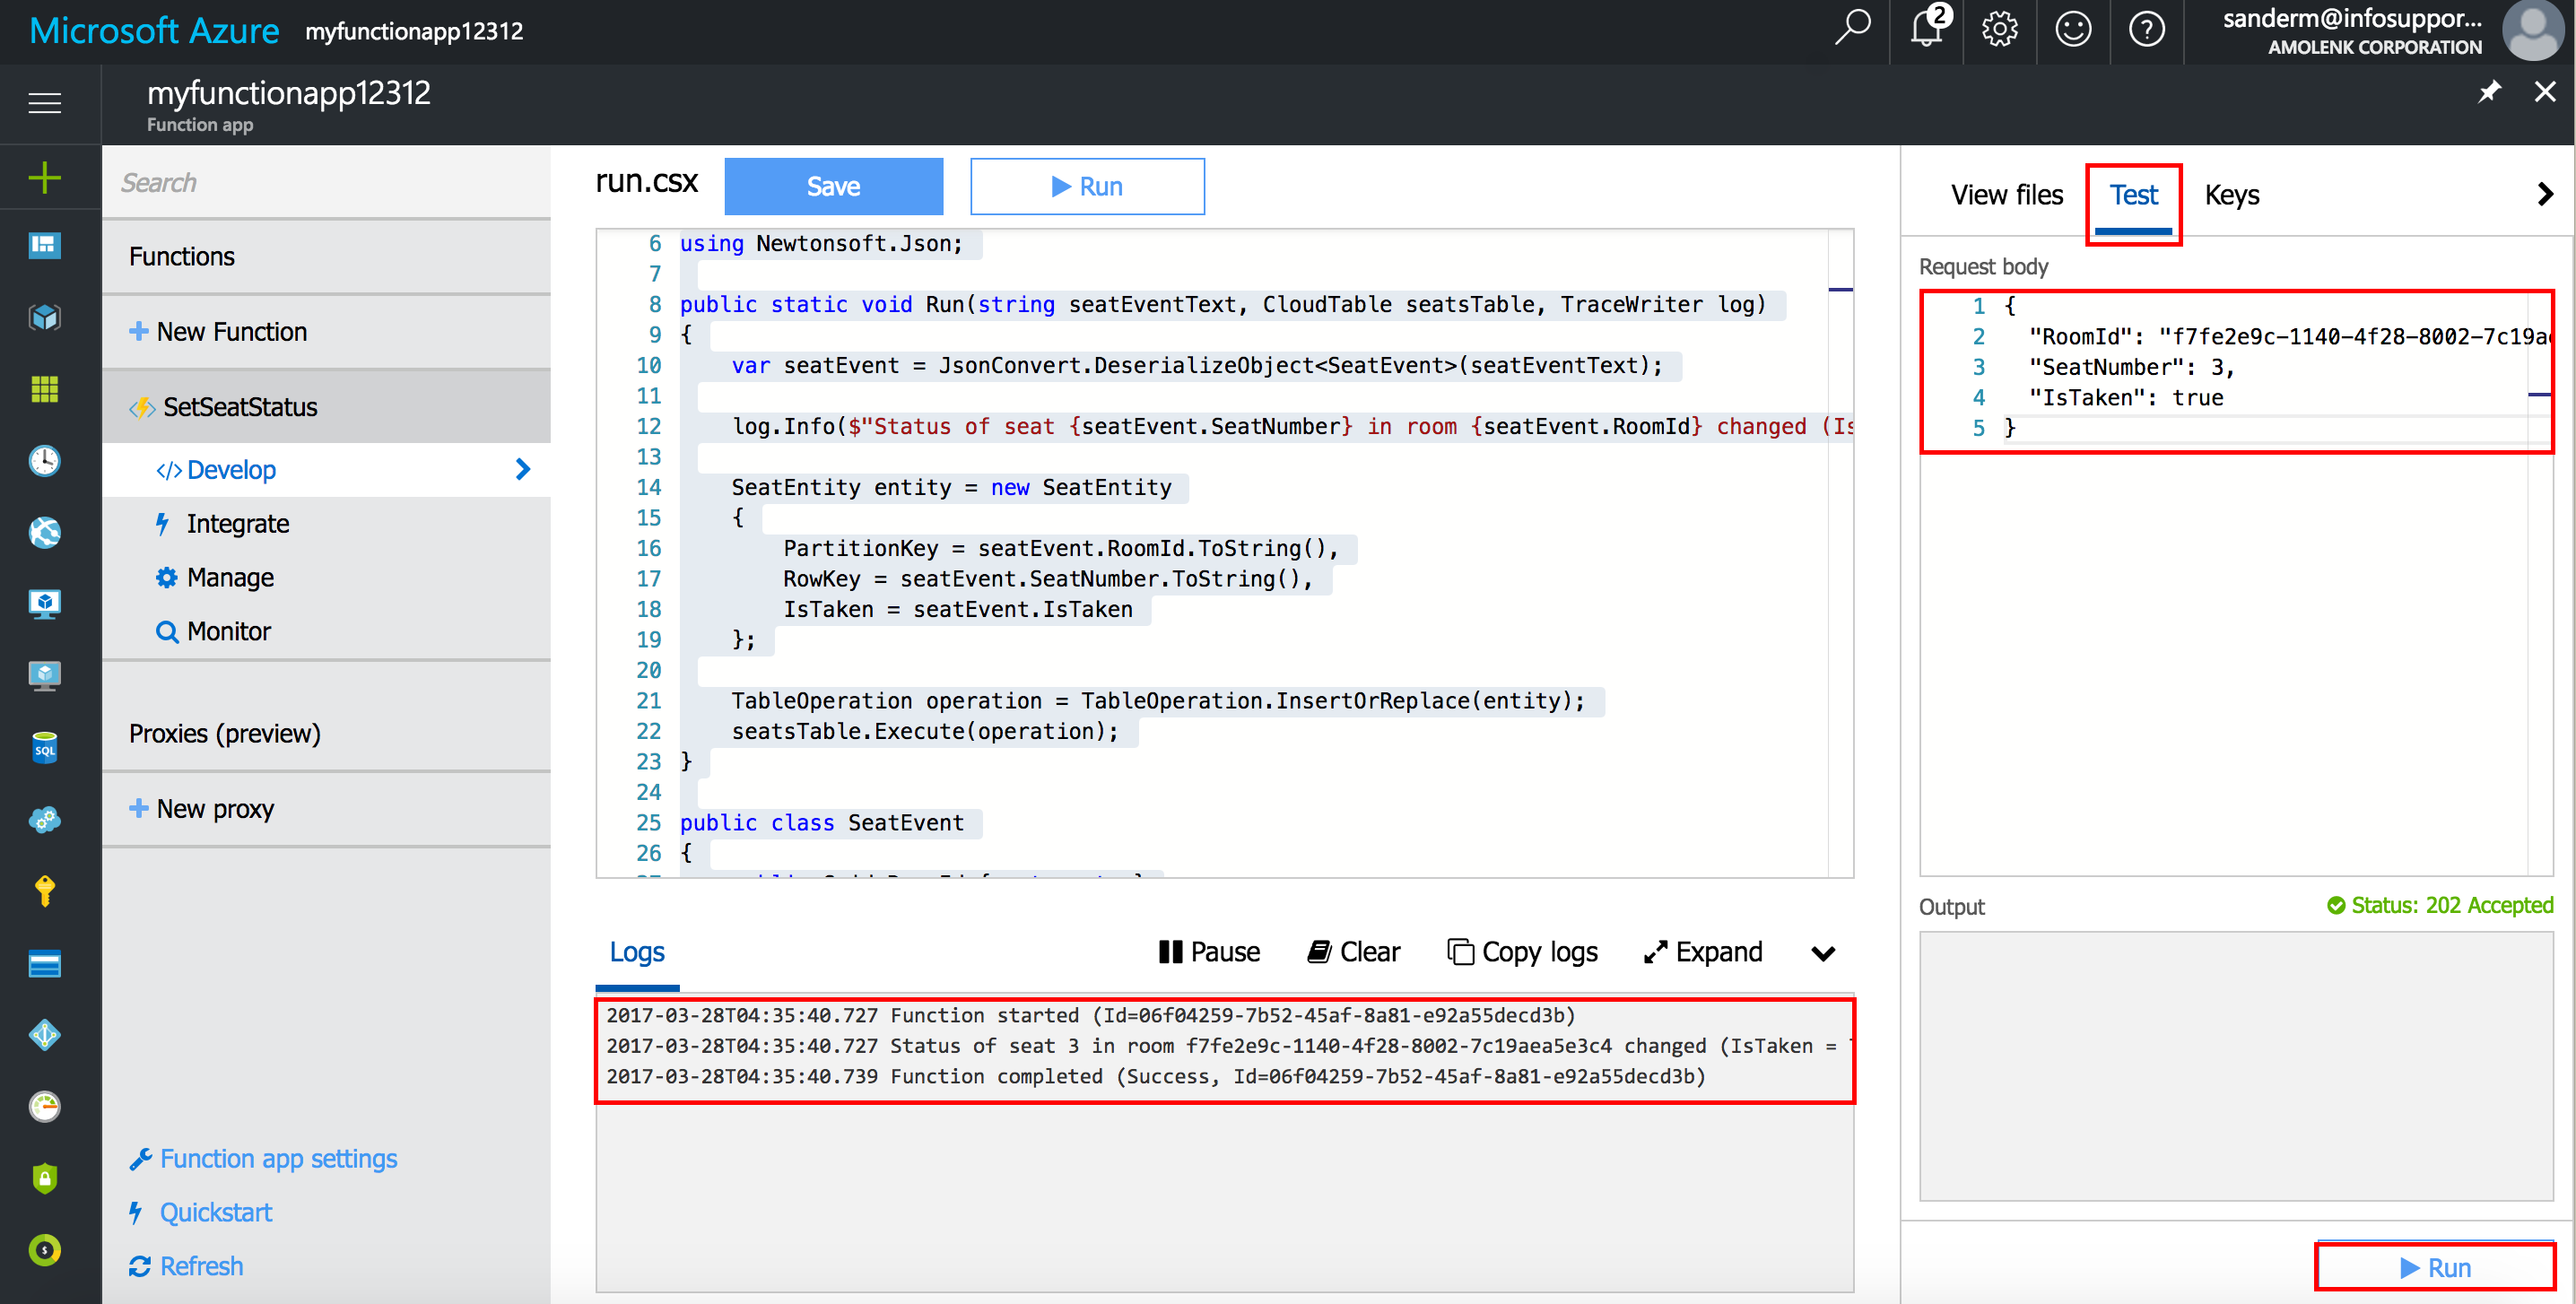 Microsoft Azure myfunctionapp12312
2
sanderm@infosuppor...
AMOLENK CORPORATION
myfunctionapp12312
Function app
Search
Functions
New Function
SetSeatStatus
</> Develop
Integrate
Manage
Monitor
Proxies (preview)
New proxy
Function app settings
Quickstart
Refresh
SQL
run.csx Save Run
6 using Newtonsoft.Json;
7
8 public static void Run(string seatEventText, CloudTable seatsTable, TraceWriter log)
9 {
10 var seatEvent = JsonConvert.DeserializeObject<SeatEvent>(seatEventText);
11
12 log.Info($"Status of seat {seatEvent.SeatNumber} in room {seatEvent.RoomId} changed (Is
13
14 SeatEntity entity = new SeatEntity
15 {
16 PartitionKey = seatEvent.RoomId.ToString(),
17 RowKey = seatEvent.SeatNumber.ToString(),
18 IsTaken = seatEvent.IsTaken
19 };
20
21 TableOperation operation = TableOperation.InsertOrReplace(entity);
22 seatsTable.Execute(operation);
23 }
24
25 public class SeatEvent
26 {
Logs Pause Clear Copy logs Expand
2017-03-28T04:35:40.727 Function started (Id=06f04259-7b52-45af-8a81-e92a55decd3b)
2017-03-28T04:35:40.727 Status of seat 3 in room f7fe2e9c-1140-4f28-8002-7c19aea5e3c4 changed (IsTaken =
2017-03-28T04:35:40.739 Function completed (Success, Id=06f04259-7b52-45af-8a81-e92a55decd3b)
View files Test Keys
Request body
1 {
2 "RoomId": "f7fe2e9c-1140-4f28-8002-7c19a
3 "SeatNumber": 3,
4 "IsTaken": true
5 }
Output Status: 202 Accepted
Run